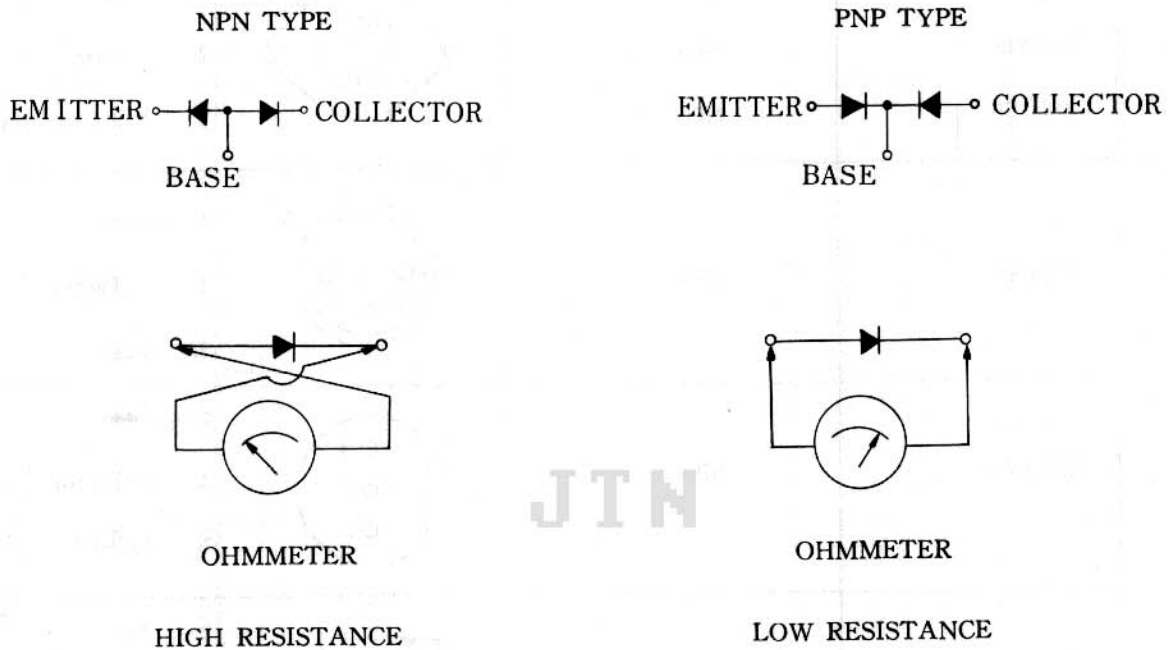 NPN TYPE
EMITTER
COLLECTOR
BASE
PNP TYPE
EMITTER
COLLECTOR
BASE
JTN
OHMMETER
HIGH RESISTANCE
OHMMETER
LOW RESISTANCE